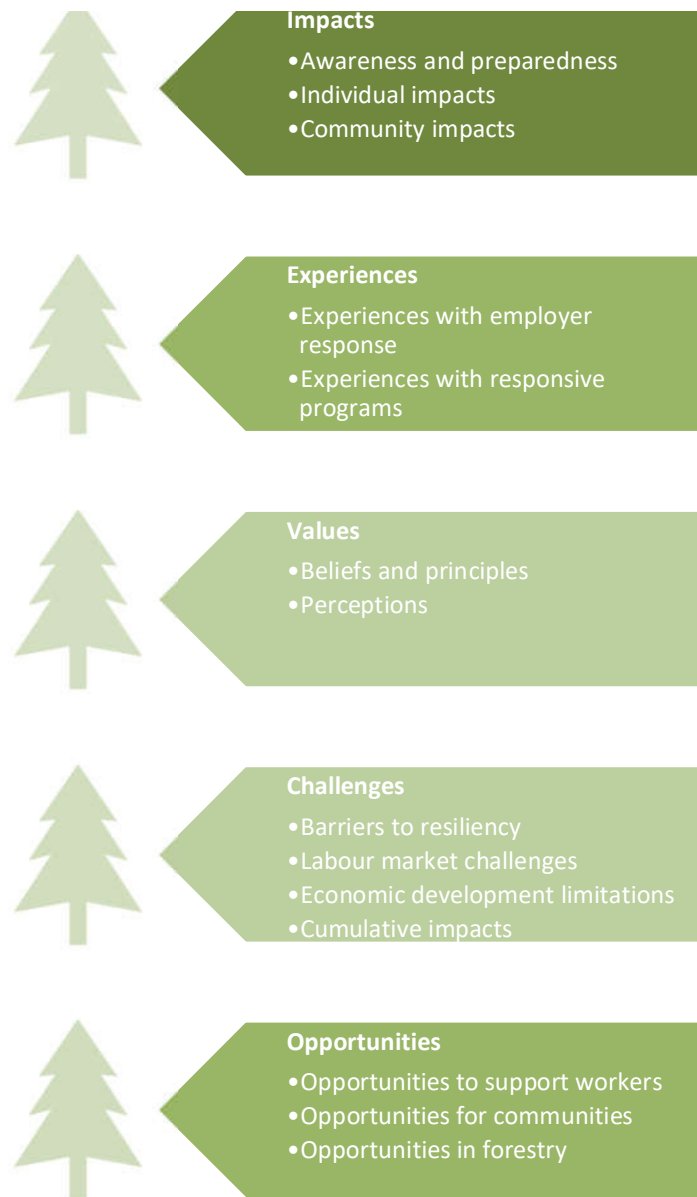 Impacts
•Awareness and preparedness
•Individual impacts
•Community impacts
Experiences
•Experiences with employer
response
•Experiences with responsive
programs
Values
•Beliefs and principles
•Perceptions
Challenges
•Barriers to resiliency
•Labour market challenges
•Economic development limitations
•Cumulative impacts
Opportunities
•Opportunities to support workers
•Opportunities for communities
•Opportunities in forestry